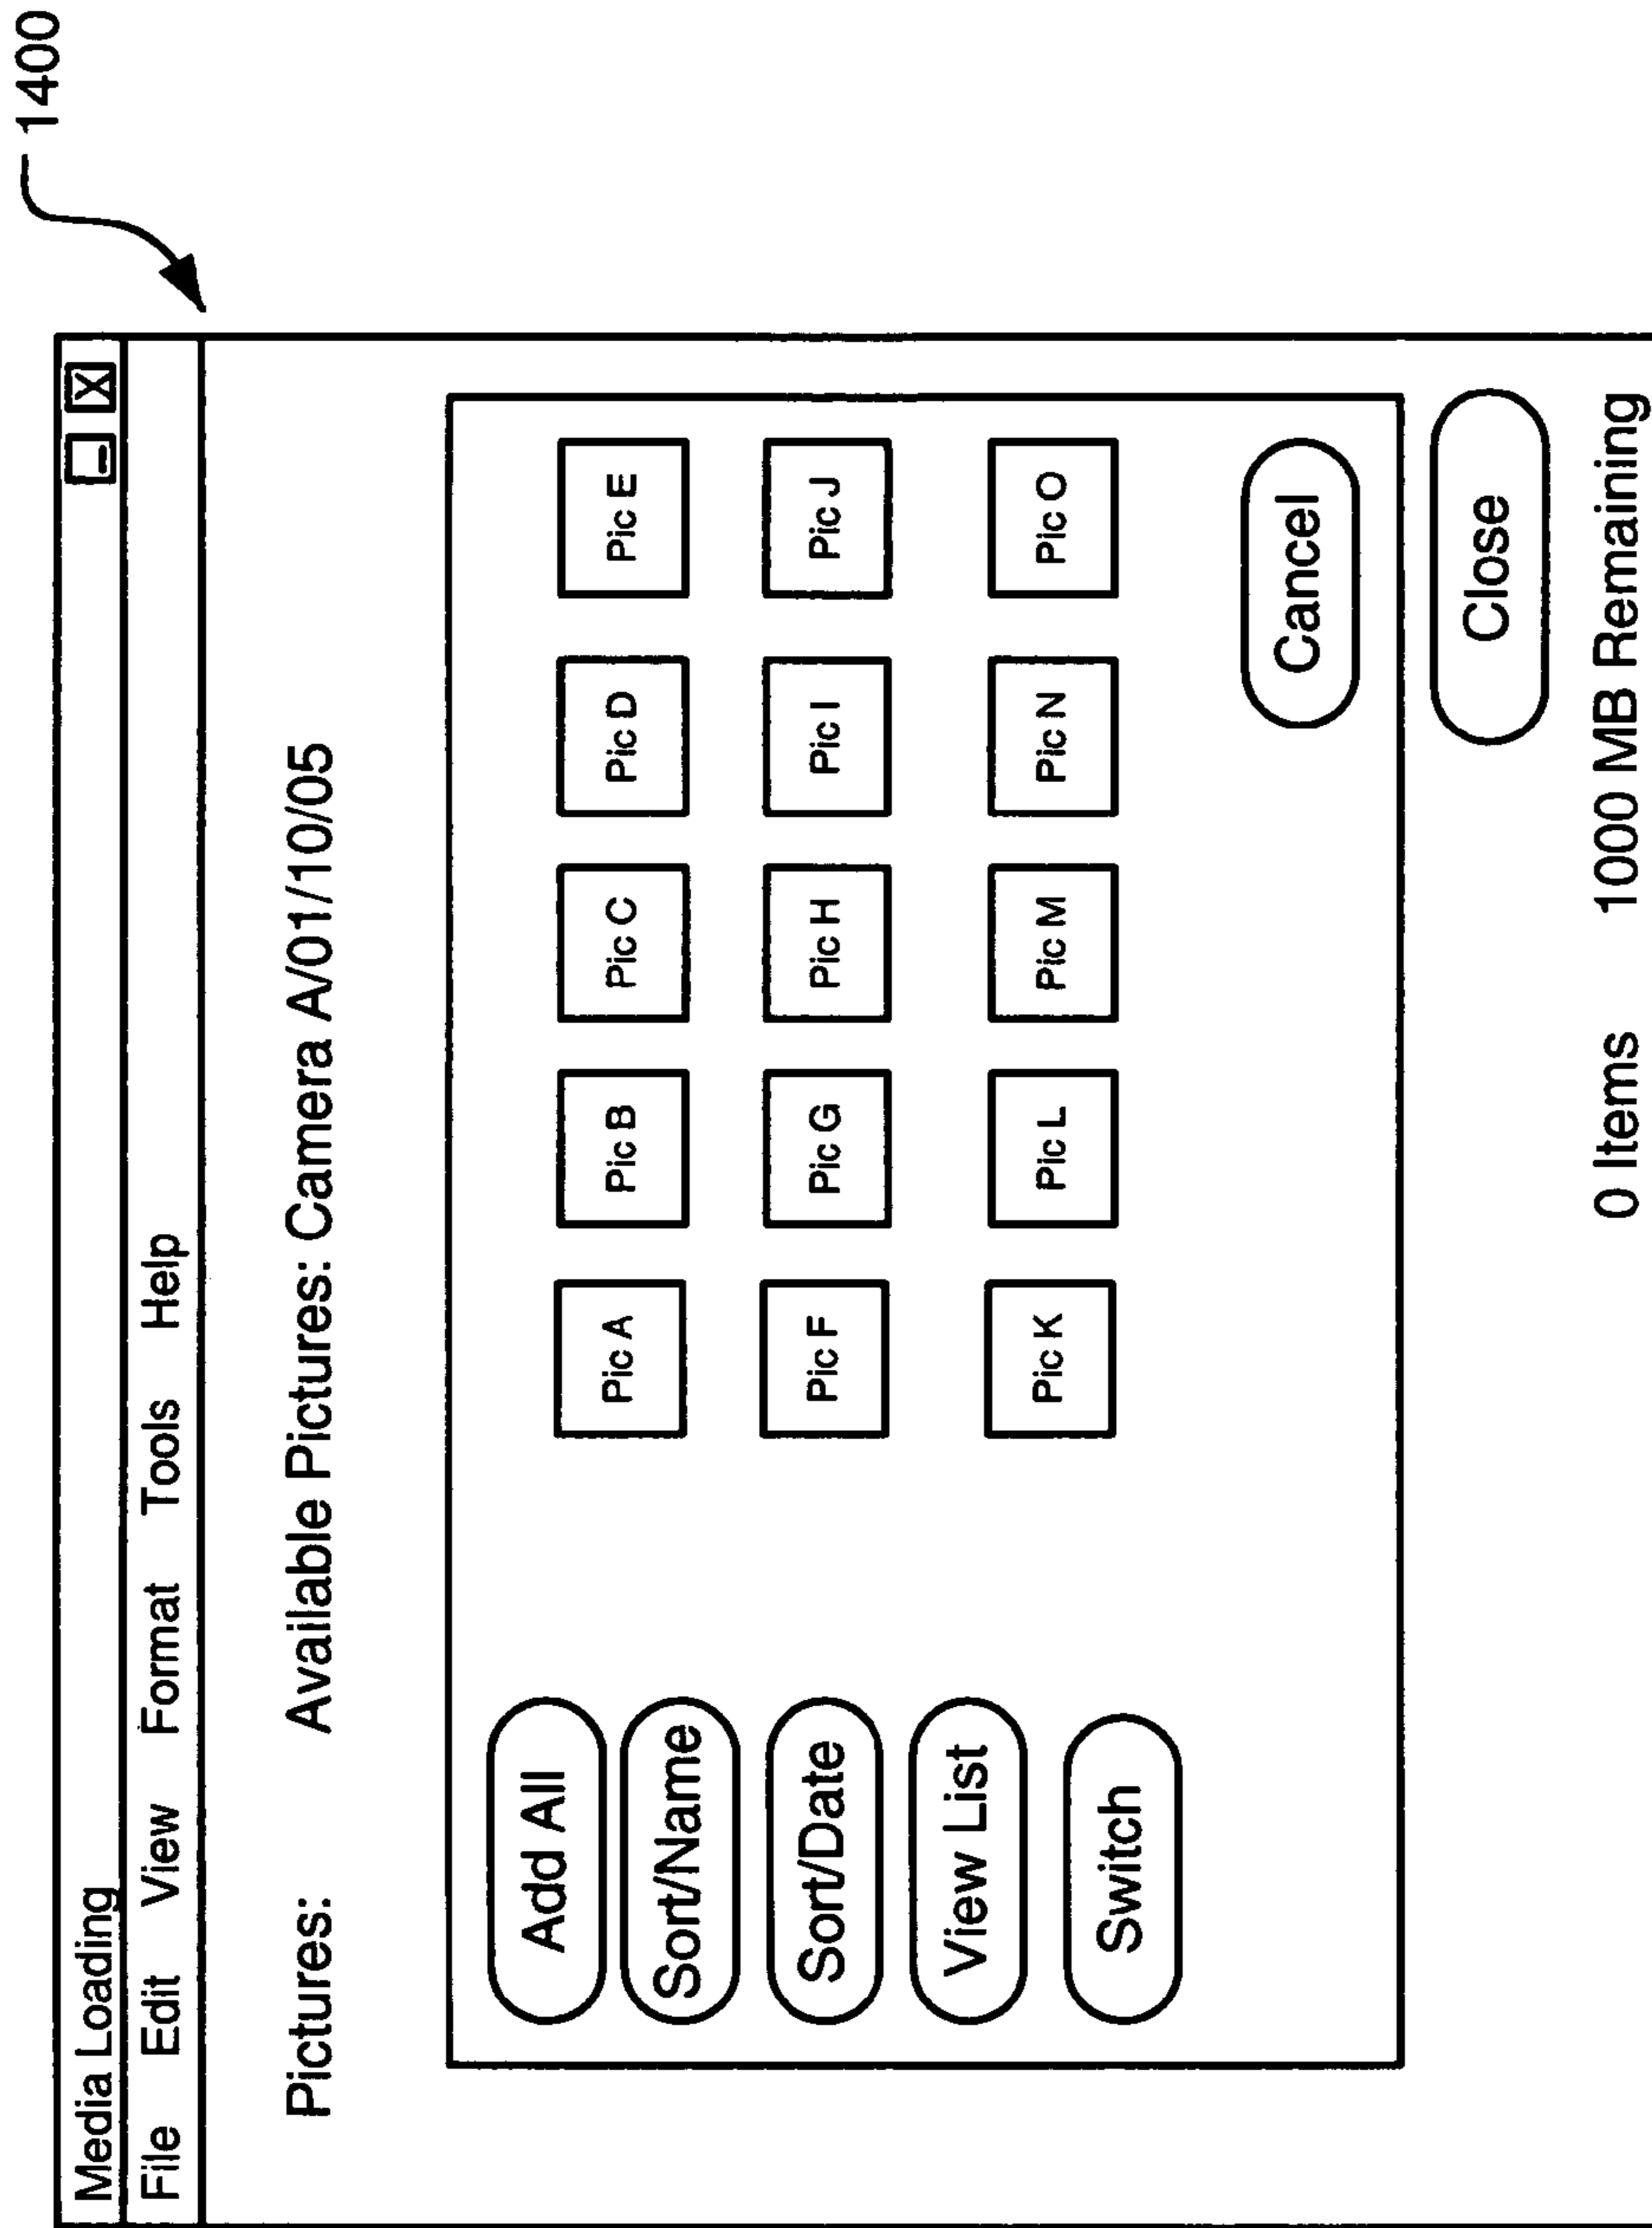 1400
Media Loading
File Edit View Format Tools Help
Pictures: Available Pictures: Camera A/01/10/05
Add All
Sort/Name
Sort/Date
View List
Switch
Pic A Pic B Pic C Pic D Pic E
Pic F Pic G Pic H Pic I Pic J
Pic K Pic L Pic M Pic N Pic O
Cancel
Close
0 Items 1000 MB Remaining